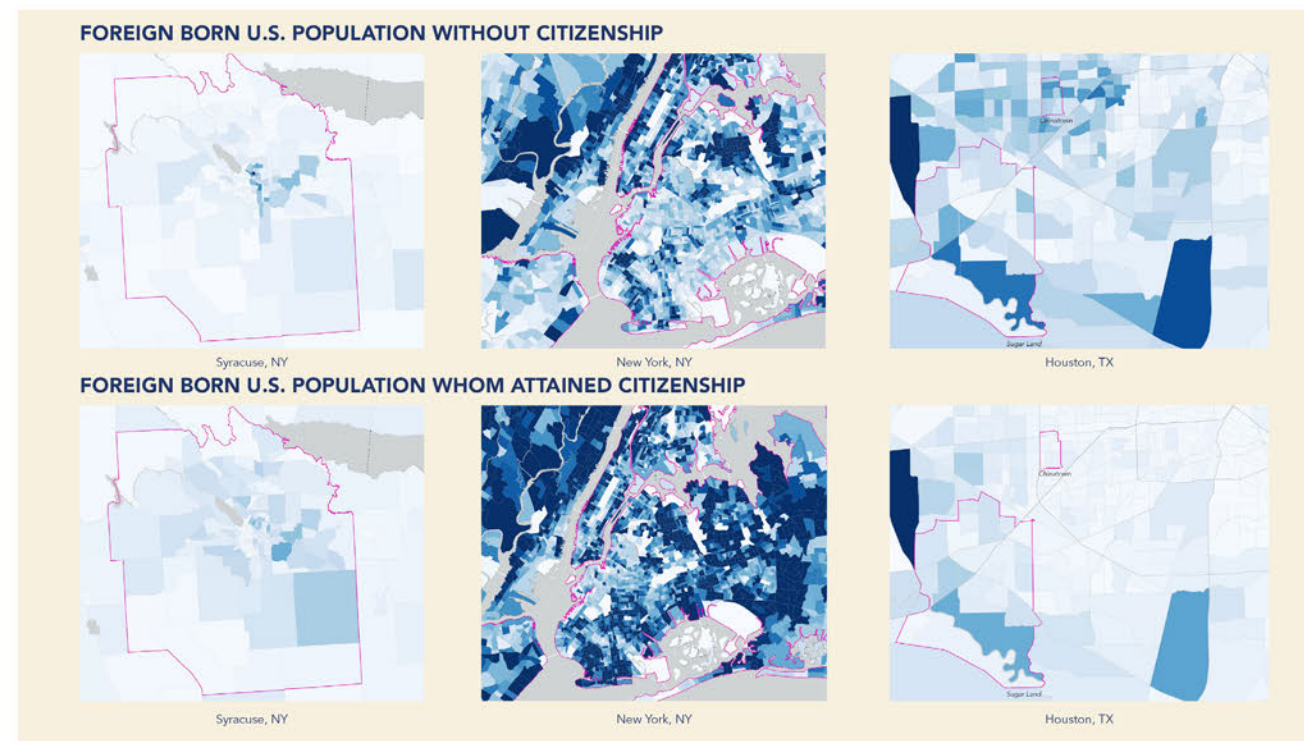 FOREIGN BORN U.S. POPULATION WITHOUT CITIZENSHIP
Chinatown
Sugar Land
Syracuse, NY
New York, NY
Houston, TX
FOREIGN BORN U.S. POPULATION WHOM ATTAINED CITIZENSHIP
Chinatown
Sugar Land
Syracuse, NY
New York, NY
Houston, TX